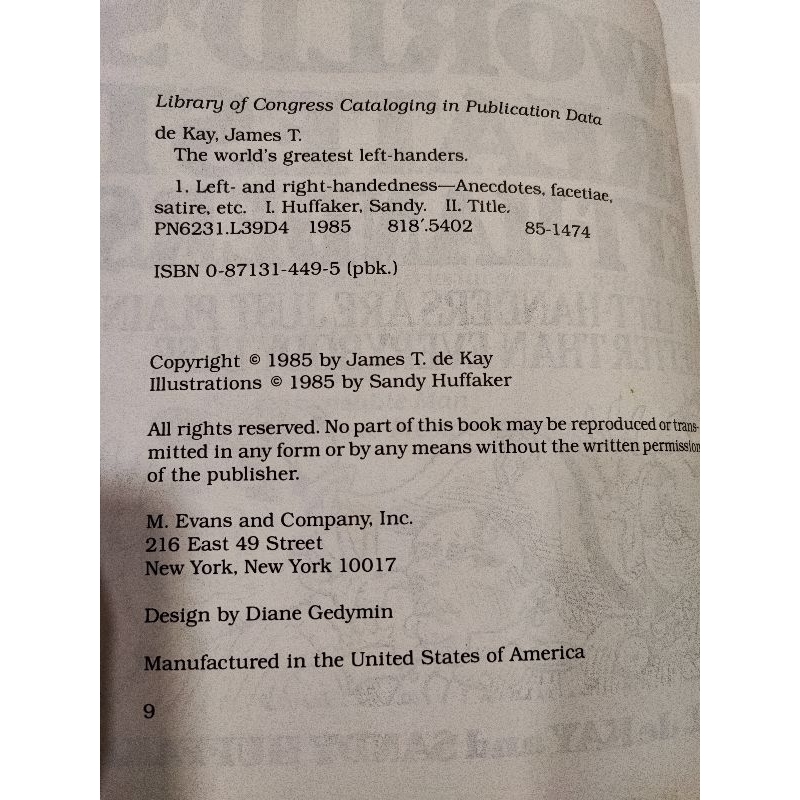 Library of Congress Cataloging in Publication Data
de Kay, James T.
The world's greatest left-handers.
1. Left- and right-handedness—Anecdotes, facetiae,
satire, etc. I. Huffaker, Sandy. II. Title.
PN6231.L39D4 1985 818′.5402 85-1474
ISBN 0-87131-449-5 (pbk.)
Copyright © 1985 by James T. de Kay
Illustrations © 1985 by Sandy Huffaker
All rights reserved. No part of this book may be reproduced or trans-
mitted in any form or by any means without the written permission
of the publisher.
M. Evans and Company, Inc.
216 East 49 Street
New York, New York 10017
Design by Diane Gedymin
Manufactured in the United States of America
9